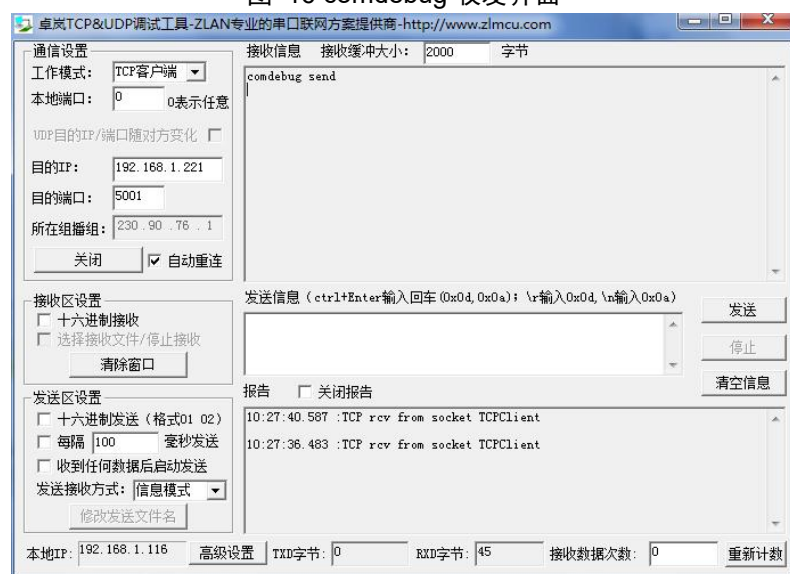 卓岚TCP&UDP调试工具-ZLAN专业的串口联网方案提供商-http://www.zlmcu.com
通信设置
工作模式： TCP客户端
本地端口： 0 0表示任意
UDP目的IP/端口随对方变化
目的IP： 192.168.1.221
目的端口： 5001
所在组播组： 230 .90 .76 . 1
关闭 自动重连
接收信息 接收缓冲大小： 2000 字节
comdebug send
接收区设置
十六进制接收
选择接收文件/停止接收
清除窗口
发送信息（ctrl+Enter输入回车(0x0d,0x0a)；\r输入0x0d,\n输入0x0a）
发送
停止
清空信息
发送区设置
十六进制发送（格式01 02）
每隔 100 毫秒发送
收到任何数据后启动发送
发送接收方式： 信息模式
修改发送文件名
报告 关闭报告
10:27:40.587 :TCP rcv from socket TCPClient
10:27:36.483 :TCP rcv from socket TCPClient
本地IP: 192.168.1.116 高级设置 TXD字节: 0 RXD字节: 45 接收数据次数: 0 重新计数